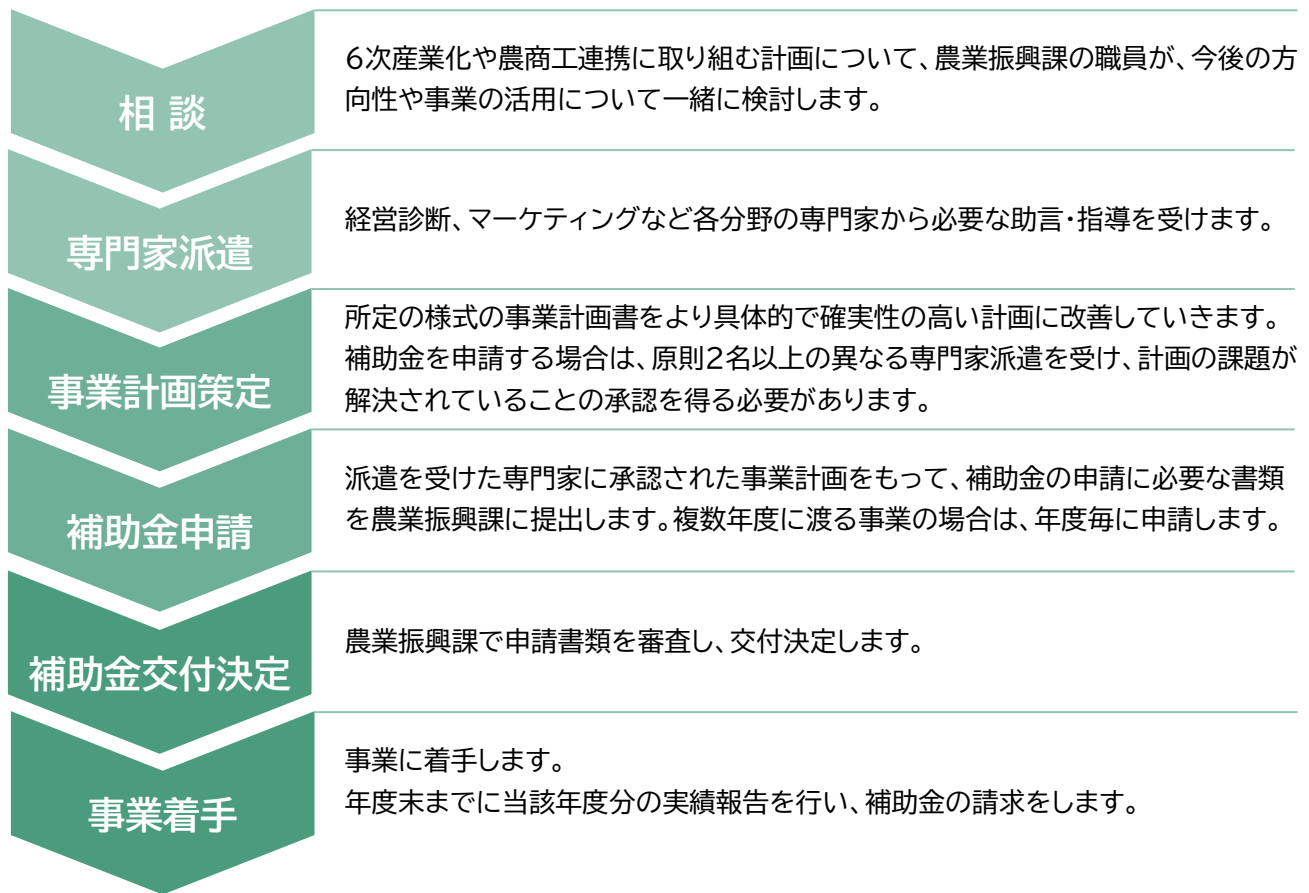 相 談
6次産業化や農商工連携に取り組む計画について、農業振興課の職員が、今後の方
向性や事業の活用について一緒に検討します。
専門家派遣
経営診断、マーケティングなど各分野の専門家から必要な助言・指導を受けます。
事業計画策定
所定の様式の事業計画書をより具体的で確実性の高い計画に改善していきます。
補助金を申請する場合は、原則2名以上の異なる専門家派遣を受け、計画の課題が
解決されていることの承認を得る必要があります。
補助金申請
派遣を受けた専門家に承認された事業計画をもって、補助金の申請に必要な書類
を農業振興課に提出します。複数年度に渡る事業の場合は、年度毎に申請します。
補助金交付決定
農業振興課で申請書類を審査し、交付決定します。
事業着手
事業に着手します。
年度末までに当該年度分の実績報告を行い、補助金の請求をします。